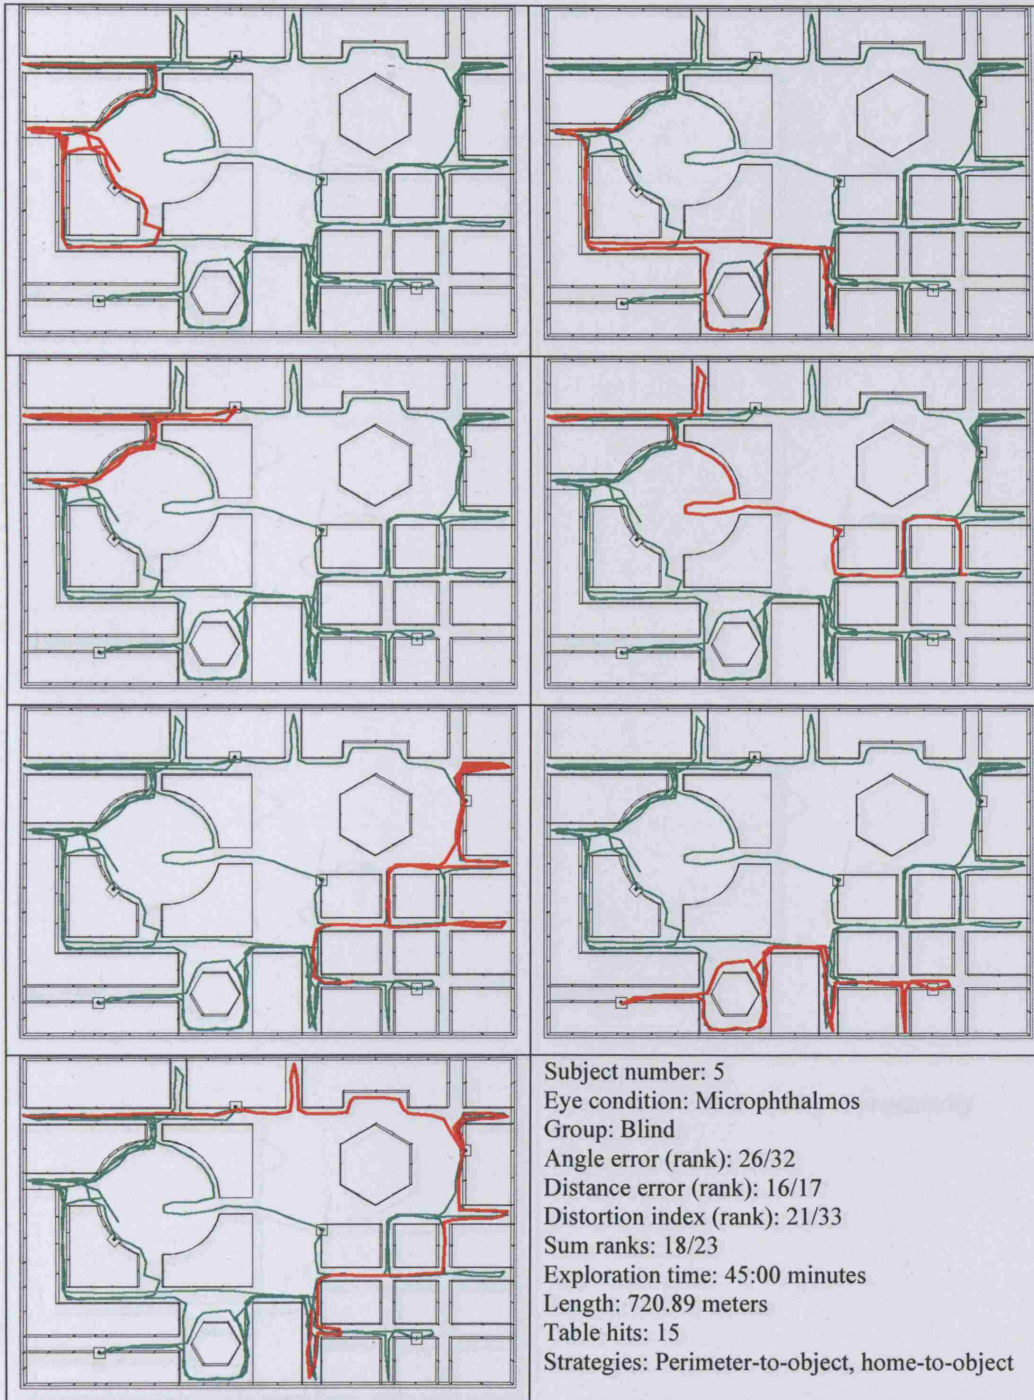 Subject number: 5
Eye condition: Microphthalmos
Group: Blind
Angle error (rank): 26/32
Distance error (rank): 16/17
Distortion index (rank): 21/33
Sum ranks: 18/23
Exploration time: 45:00 minutes
Length: 720.89 meters
Table hits: 15
Strategies: Perimeter-to-object, home-to-object